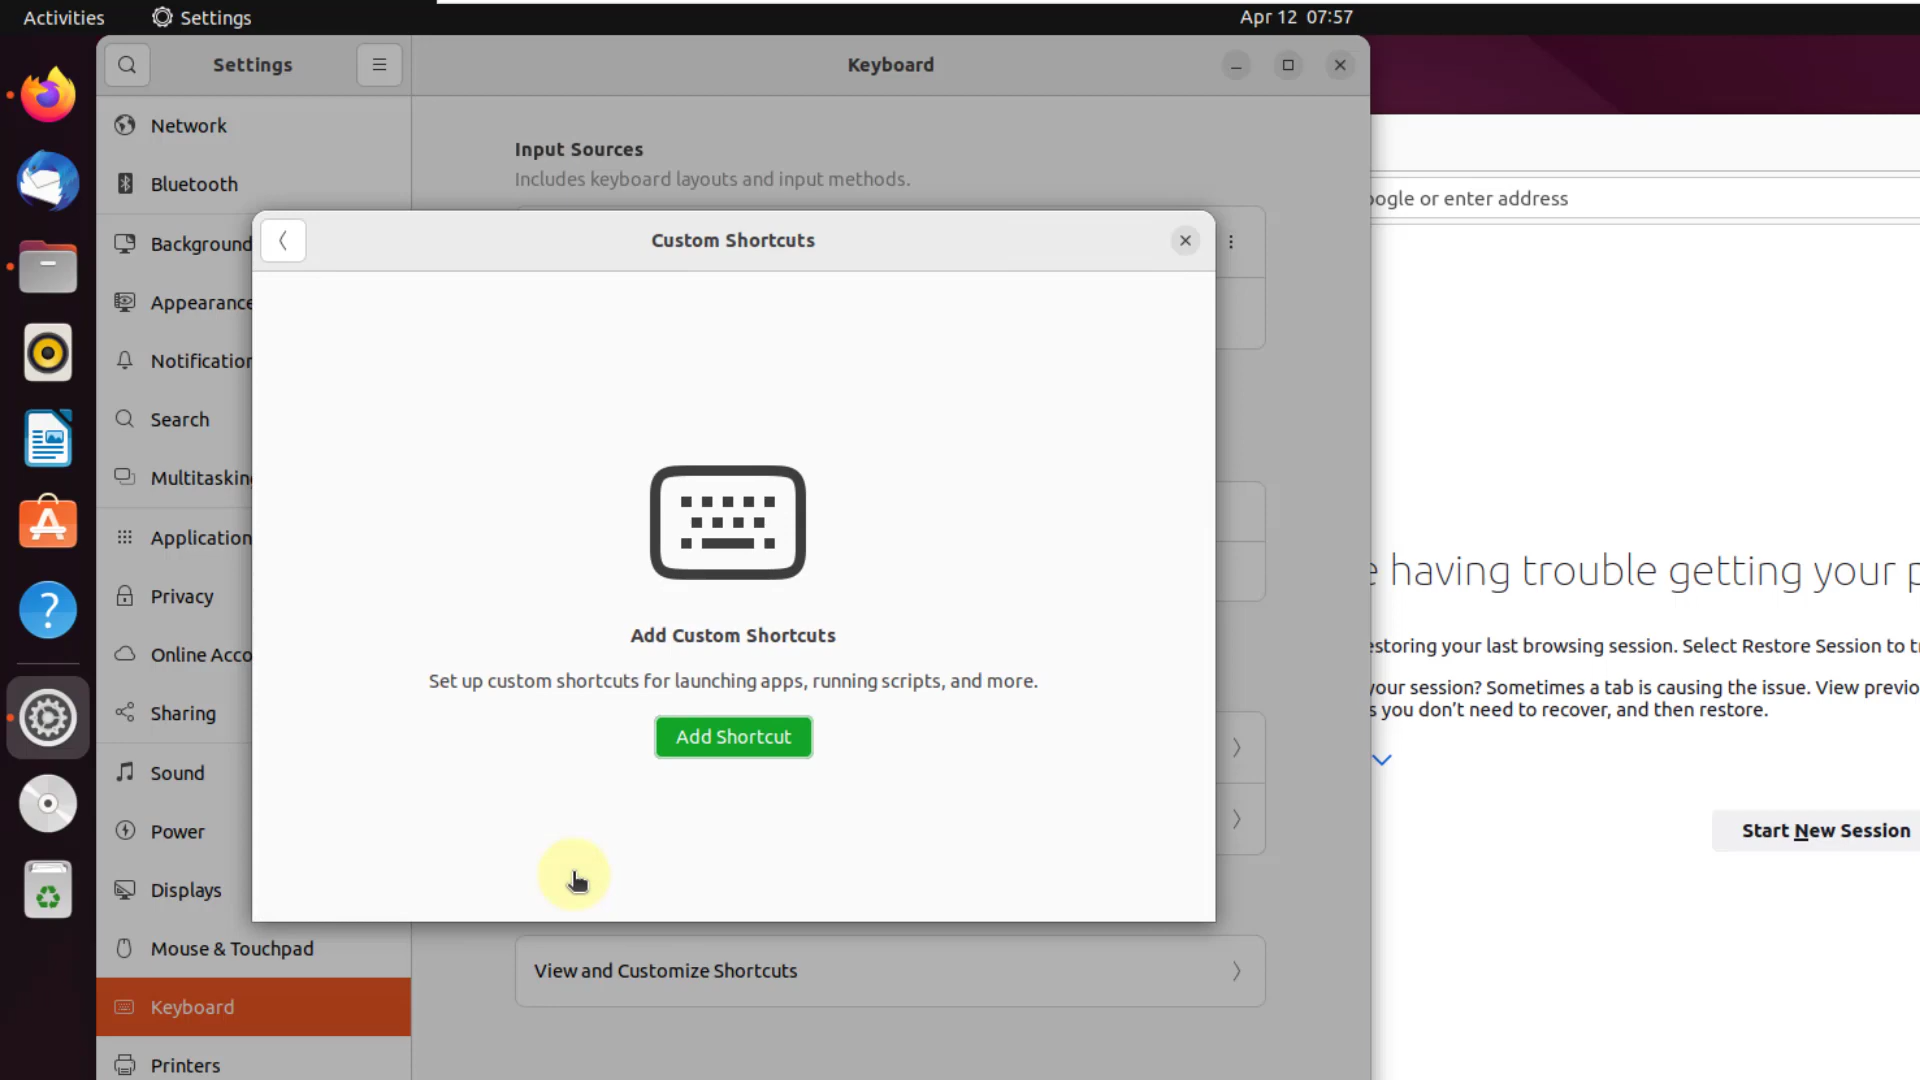 Activities
Settings
Apr 12 07:57
Settings
Keyboard
Network
Bluetooth
Background
Appearance
Notification
Search
Multitasking
Application
Privacy
Online Acco
Sharing
Sound
Power
Displays
Mouse & Touchpad
Keyboard
Printers
Input Sources
Includes keyboard layouts and input methods.
Custom Shortcuts
Add Custom Shortcuts
Set up custom shortcuts for launching apps, running scripts, and more.
Add Shortcut
View and Customize Shortcuts
oogle or enter address
e having trouble getting your p
estoring your last browsing session. Select Restore Session to t
your session? Sometimes a tab is causing the issue. View previo
s you don’t need to recover, and then restore.
Start New Session